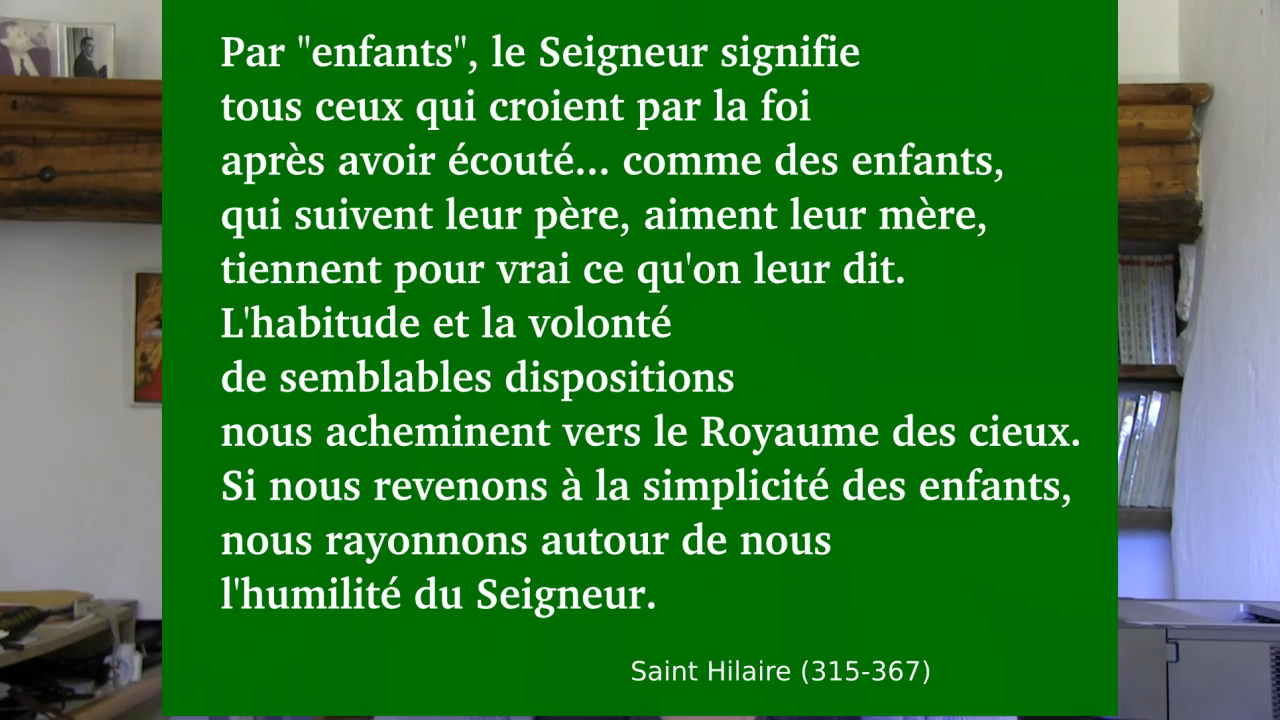 Par "enfants", le Seigneur signifie
tous ceux qui croient par la foi
après avoir écouté... comme des enfants,
qui suivent leur père, aiment leur mère,
tiennent pour vrai ce qu'on leur dit.
L'habitude et la volonté
de semblables dispositions
nous acheminent vers le Royaume des cieux.
Si nous revenons à la simplicité des enfants,
nous rayonnons autour de nous
l'humilité du Seigneur.
Saint Hilaire (315-367)